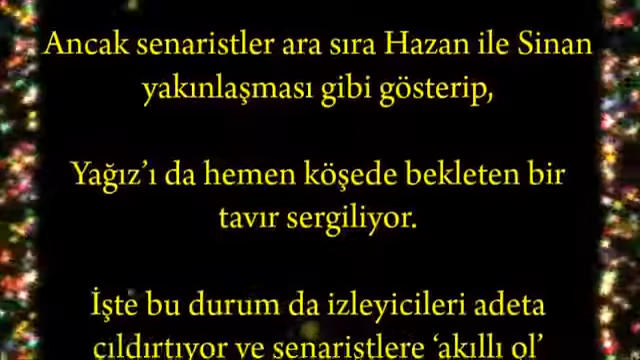 Ancak senaristler ara sıra Hazan ile Sinan
yakınlaşması gibi gösterip,
Yağız’ı da hemen köşede bekleten bir
tavır sergiliyor.
İşte bu durum da izleyicileri adeta
çıldırtıyor ve senaristlere ‘akıllı ol’